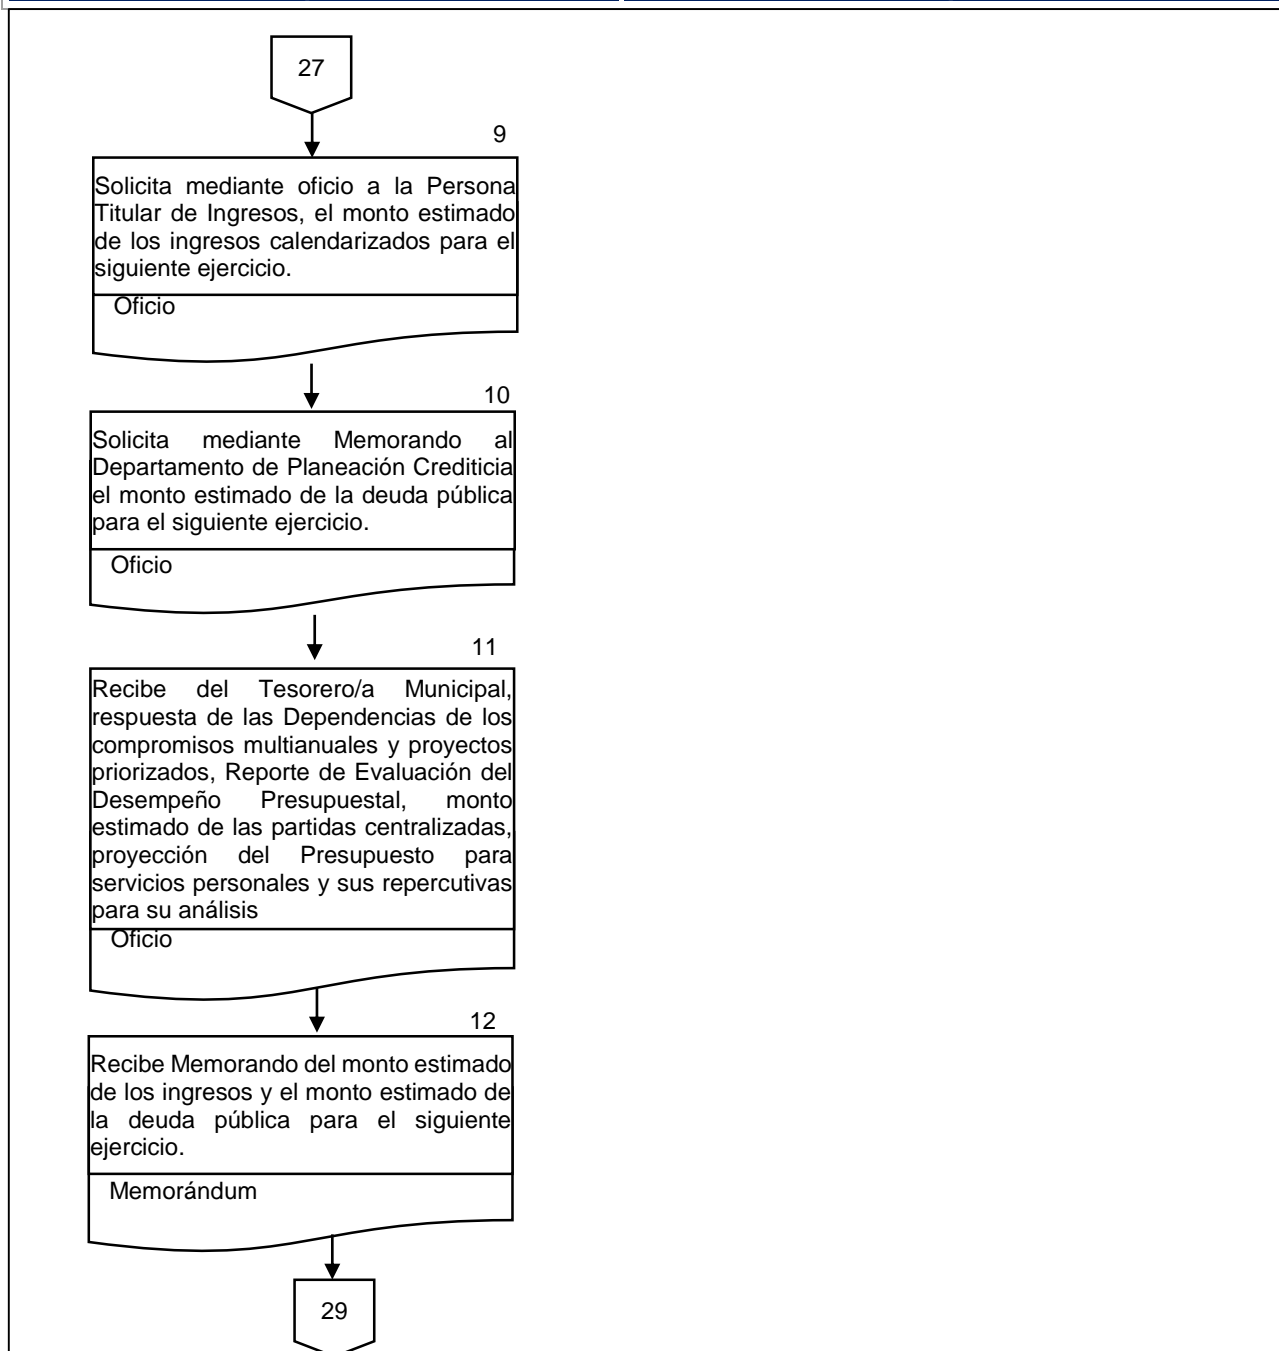 27
9
Solicita mediante oficio a la Persona
Titular de Ingresos, el monto estimado
de los ingresos calendarizados para el
siguiente ejercicio.
Oficio
10
Solicita mediante Memorando al
Departamento de Planeación Crediticia
el monto estimado de la deuda pública
para el siguiente ejercicio.
Oficio
11
Recibe del Tesorero/a Municipal,
respuesta de las Dependencias de los
compromisos multianuales y proyectos
priorizados, Reporte de Evaluación del
Desempeño Presupuestal, monto
estimado de las partidas centralizadas,
proyección del Presupuesto para
servicios personales y sus repercutivas
para su análisis
Oficio
12
Recibe Memorando del monto estimado
de los ingresos y el monto estimado de
la deuda pública para el siguiente
ejercicio.
Memorándum
29